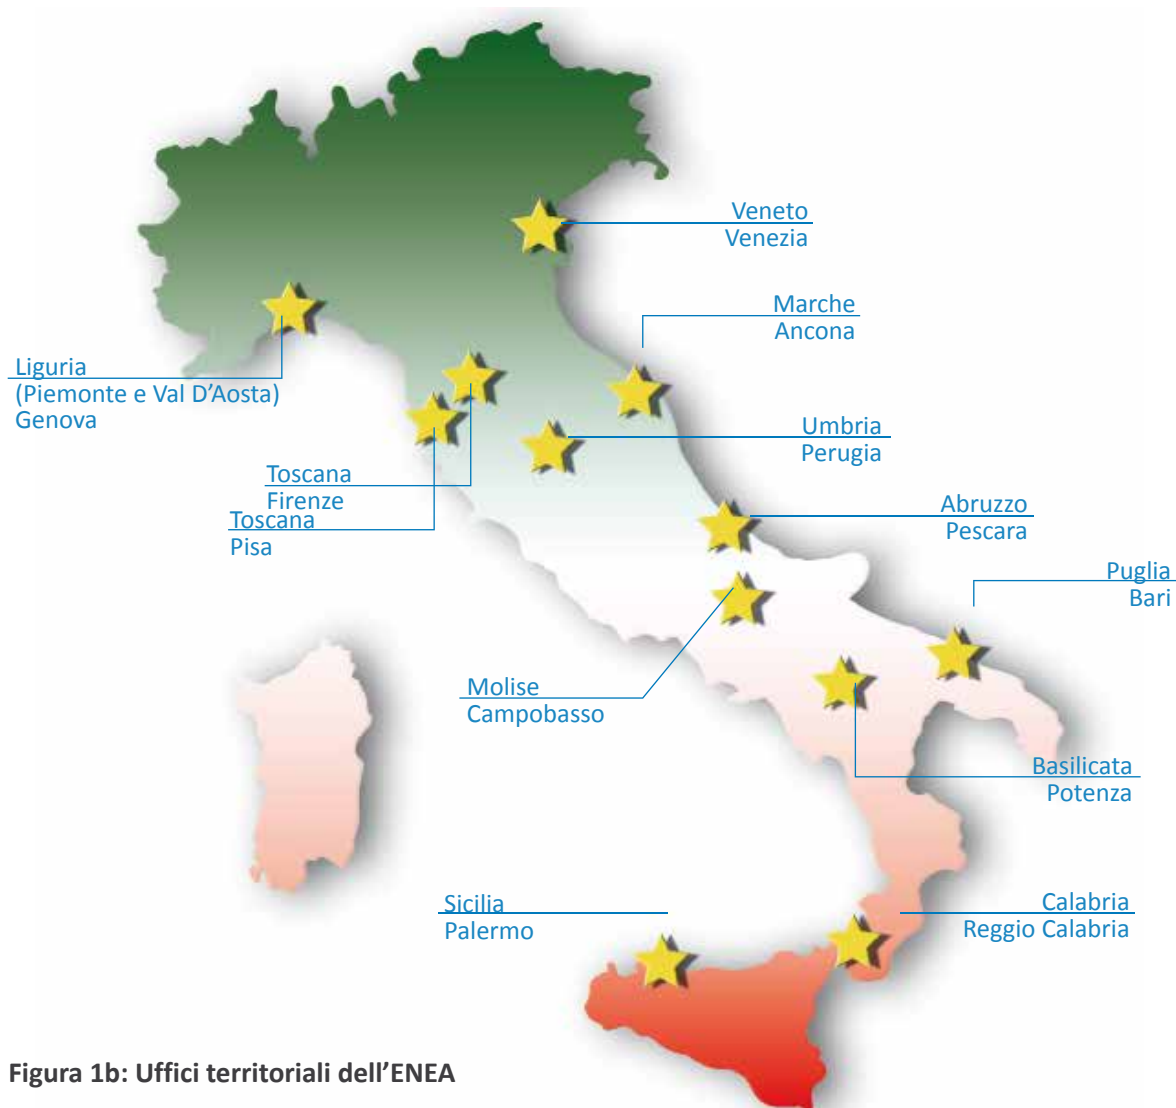 Veneto
Venezia
Marche
Ancona
Liguria
(Piemonte e Val D’Aosta)
Genova
Umbria
Perugia
Toscana
Firenze
Toscana
Pisa
Abruzzo
Pescara
Puglia
Bari
Molise
Campobasso
Basilicata
Potenza
Sicilia
Palermo
Calabria
Reggio Calabria
Figura 1b: Uffici territoriali dell’ENEA